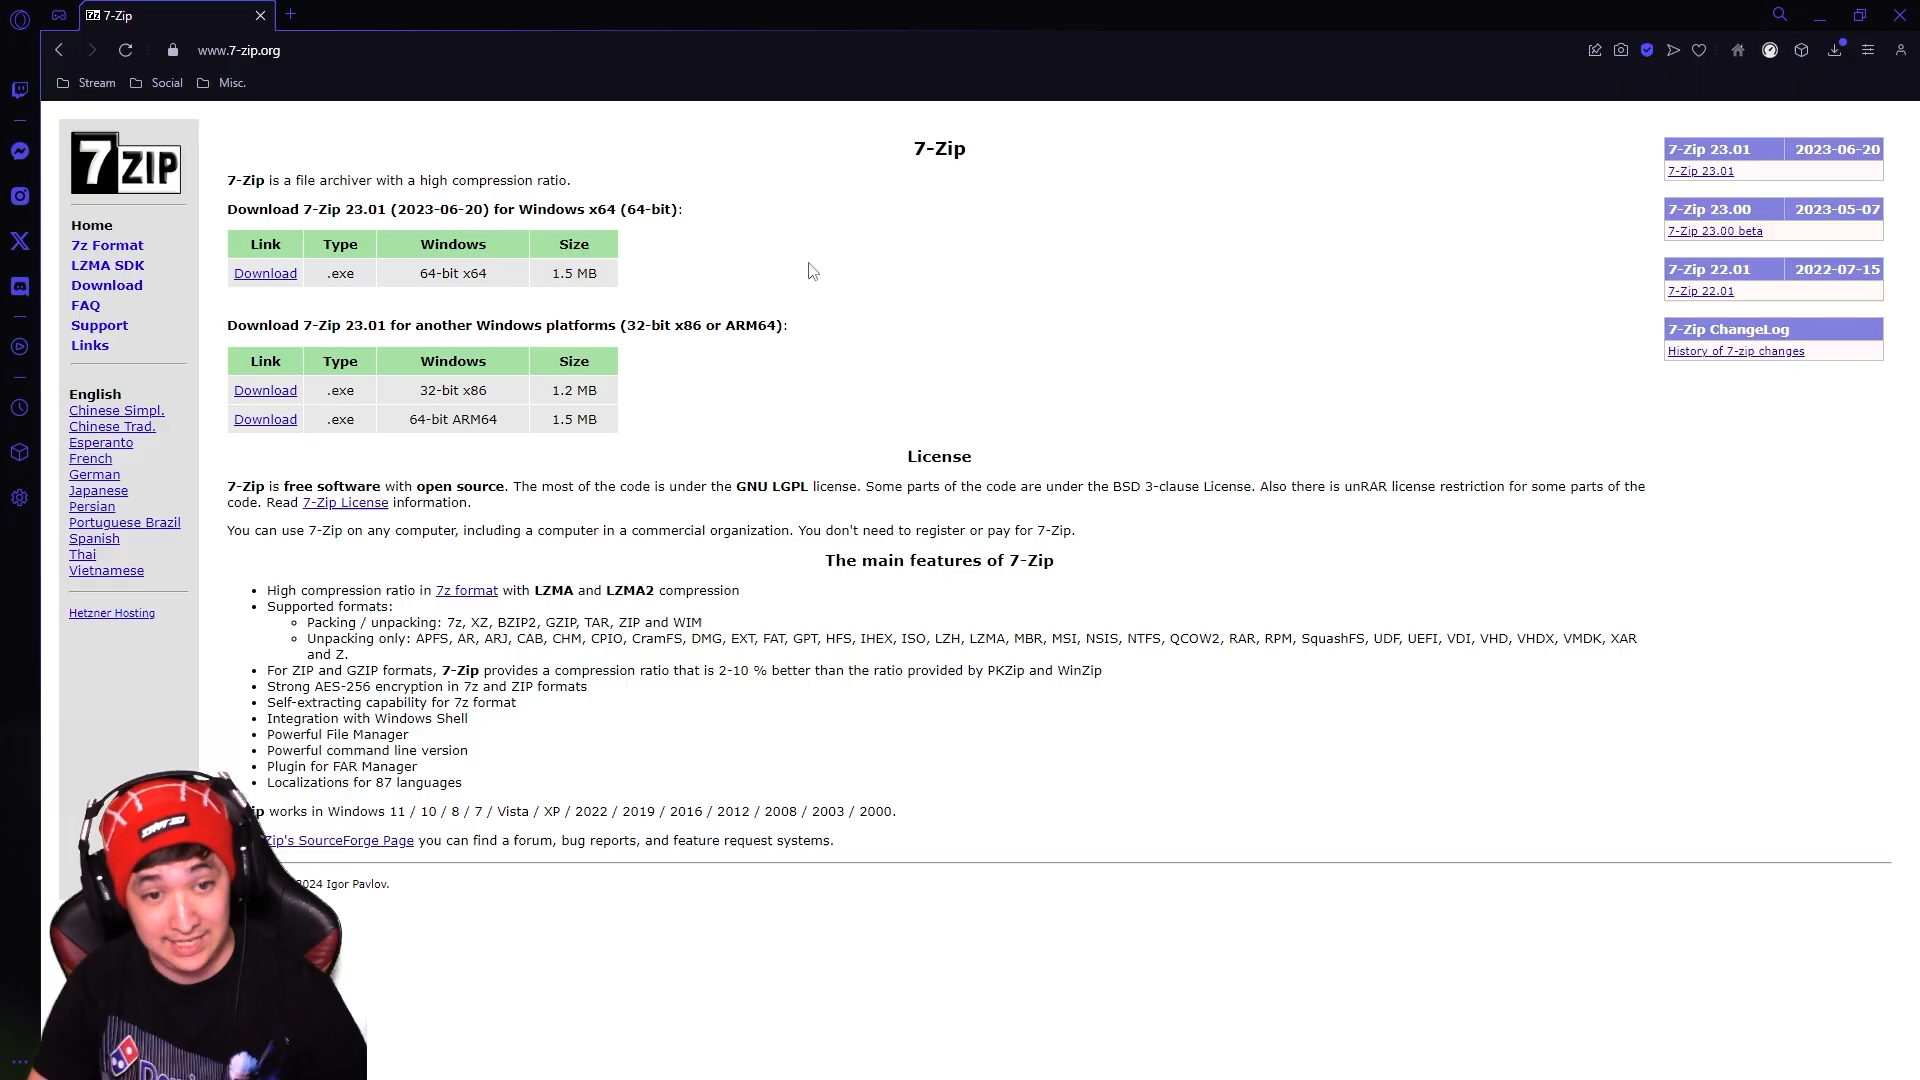 7-Zip
www.7-zip.org
Stream
Social
Misc.
7 ZIP
Home
7z Format
LZMA SDK
Download
FAQ
Support
Links
English
Chinese Simpl.
Chinese Trad.
Esperanto
French
German
Japanese
Persian
Portuguese Brazil
Spanish
Thai
Vietnamese
Hetzner Hosting
7-Zip
7-Zip is a file archiver with a high compression ratio.
Download 7-Zip 23.01 (2023-06-20) for Windows x64 (64-bit):
Link Type Windows Size
Download .exe 64-bit x64 1.5 MB
Download 7-Zip 23.01 for another Windows platforms (32-bit x86 or ARM64):
Link Type Windows Size
Download .exe 32-bit x86 1.2 MB
Download .exe 64-bit ARM64 1.5 MB
License
7-Zip is free software with open source. The most of the code is under the GNU LGPL license. Some parts of the code are under the BSD 3-clause License. Also there is unRAR license restriction for some parts of the
code. Read 7-Zip License information.
You can use 7-Zip on any computer, including a computer in a commercial organization. You don't need to register or pay for 7-Zip.
The main features of 7-Zip
High compression ratio in 7z format with LZMA and LZMA2 compression
Supported formats:
Packing / unpacking: 7z, XZ, BZIP2, GZIP, TAR, ZIP and WIM
Unpacking only: APFS, AR, ARJ, CAB, CHM, CPIO, CramFS, DMG, EXT, FAT, GPT, HFS, IHEX, ISO, LZH, LZMA, MBR, MSI, NSIS, NTFS, QCOW2, RAR, RPM, SquashFS, UDF, UEFI, VDI, VHD, VHDX, VMDK, XAR
and Z.
For ZIP and GZIP formats, 7-Zip provides a compression ratio that is 2-10 % better than the ratio provided by PKZip and WinZip
Strong AES-256 encryption in 7z and ZIP formats
Self-extracting capability for 7z format
Integration with Windows Shell
Powerful File Manager
Powerful command line version
Plugin for FAR Manager
Localizations for 87 languages
ip works in Windows 11 / 10 / 8 / 7 / Vista / XP / 2022 / 2019 / 2016 / 2012 / 2008 / 2003 / 2000.
Zip's SourceForge Page you can find a forum, bug reports, and feature request systems.
2024 Igor Pavlov.
7-Zip 23.01 2023-06-20
7-Zip 23.01
7-Zip 23.00 2023-05-07
7-Zip 23.00 beta
7-Zip 22.01 2022-07-15
7-Zip 22.01
7-Zip ChangeLog
History of 7-zip changes